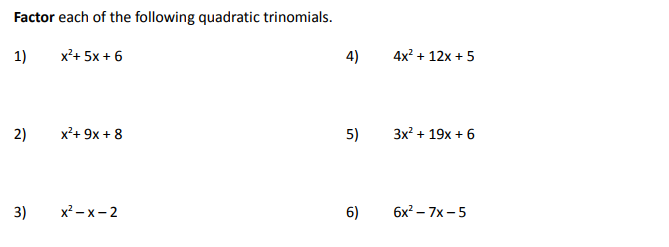 Factor each of the following quadratic trinomials.
1) x²+ 5x + 6
4) 4x² + 12x + 5
2) x²+ 9x + 8
5) 3x² + 19x + 6
3) x² – x – 2
6) 6x² – 7x – 5